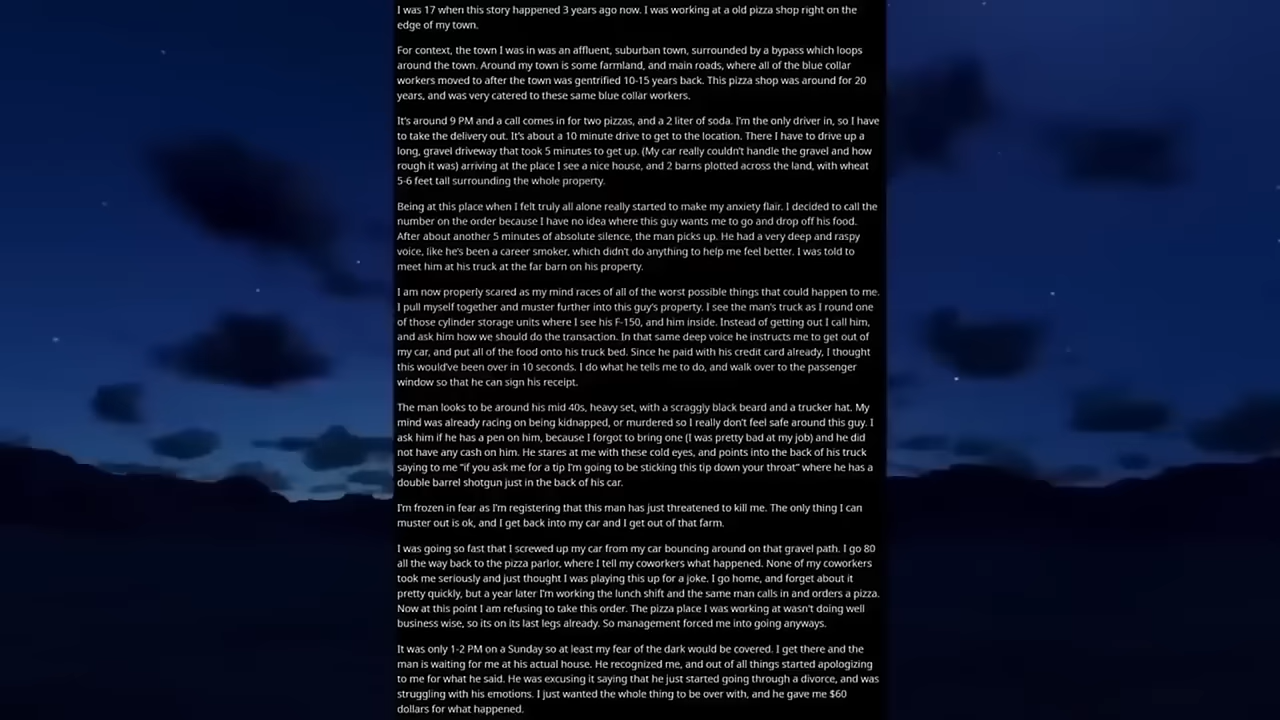 I was 17 when this story happened 3 years ago now. I was working at a old pizza shop right on the
edge of my town.
For context, the town I was in was an affluent, suburban town, surrounded by a bypass which loops
around the town. Around my town is some farmland, and main roads, where all of the blue collar
workers moved to after the town was gentrified 10-15 years back. This pizza shop was around for 20
years, and was very catered to these same blue collar workers.
It's around 9 PM and a call comes in for two pizzas, and a 2 liter of soda. I'm the only driver in, so I have
to take the delivery out. It's about a 10 minute drive to get to the location. There I have to drive up a
long, gravel driveway that took 5 minutes to get up. (My car really couldn't handle the gravel and how
rough it was) arriving at the place I see a nice house, and 2 barns plotted across the land, with wheat
5-6 feet tall surrounding the whole property.
Being at this place when I felt truly all alone really started to make my anxiety flair. I decided to call the
number on the order because I have no idea where this guy wants me to go and drop off his food.
After about another 5 minutes of absolute silence, the man picks up. He had a very deep and raspy
voice, like he's been a career smoker, which didn't do anything to help me feel better. I was told to
meet him at his truck at the far barn on his property.
I am now properly scared as my mind races of all of the worst possible things that could happen to me.
I pull myself together and muster further into this guy's property. I see the man's truck as I round one
of those cylinder storage units where I see his F-150, and him inside. Instead of getting out I call him,
and ask him how we should do the transaction. In that same deep voice he instructs me to get out of
my car, and put all of the food onto his truck bed. Since he paid with his credit card already, I thought
this would've been over in 10 seconds. I do what he tells me to do, and walk over to the passenger
window so that he can sign his receipt.
The man looks to be around his mid 40s, heavy set, with a scraggly black beard and a trucker hat. My
mind was already racing on being kidnapped, or murdered so I really don't feel safe around this guy. I
ask him if he has a pen on him, because I forgot to bring one (I was pretty bad at my job) and he did
not have any cash on him. He stares at me with these cold eyes, and points into the back of his truck
saying to me "if you ask me for a tip I'm going to be sticking this tip down your throat" where he has a
double barrel shotgun just in the back of his car.
I'm frozen in fear as I'm registering that this man has just threatened to kill me. The only thing I can
muster out is ok, and I get back into my car and I get out of that farm.
I was going so fast that I screwed up my car from my car bouncing around on that gravel path. I go 80
all the way back to the pizza parlor, where I tell my coworkers what happened. None of my coworkers
took me seriously and just thought I was playing this up for a joke. I go home, and forget about it
pretty quickly, but a year later I'm working the lunch shift and the same man calls in and orders a pizza.
Now at this point I am refusing to take this order. The pizza place I was working at wasn't doing well
business wise, so its on its last legs already. So management forced me into going anyways.
It was only 1-2 PM on a Sunday so at least my fear of the dark would be covered. I get there and the
man is waiting for me at his actual house. He recognized me, and out of all things started apologizing
to me for what he said. He was excusing it saying that he just started going through a divorce, and was
struggling with his emotions. I just wanted the whole thing to be over with, and he gave me $60
dollars for what happened.